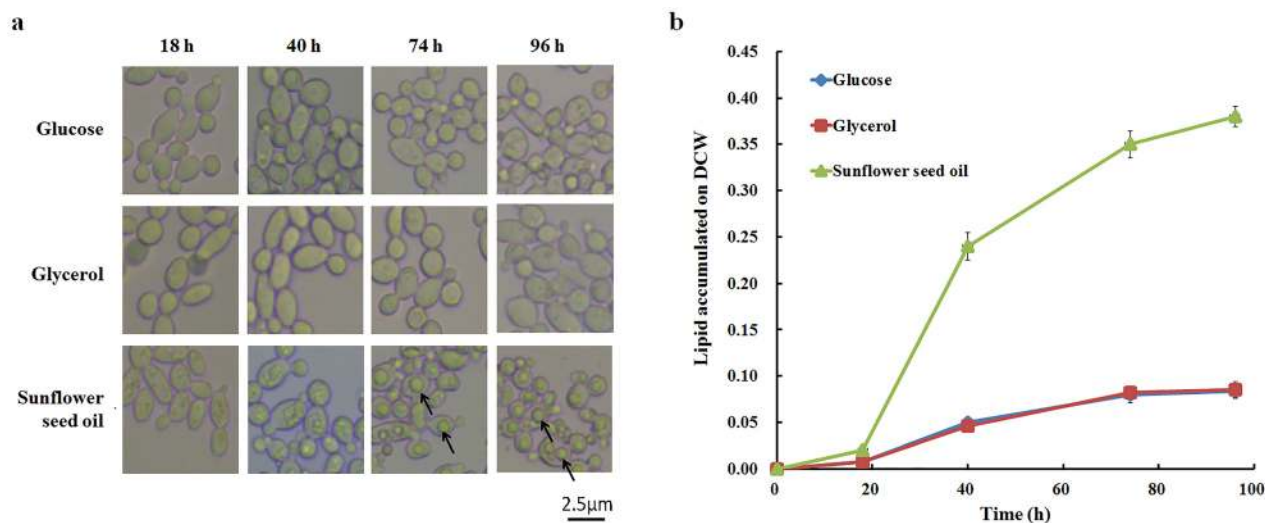 a
18 h 40 h 74 h 96 h
Glucose
Glycerol
Sunflower
seed oil
2.5μm
b
Lipid accumulated on DCW
0.45
0.40
0.35
0.30
0.25
0.20
0.15
0.10
0.05
0.00
Glucose
Glycerol
Sunflower seed oil
0 20 40 60 80 100
Time (h)